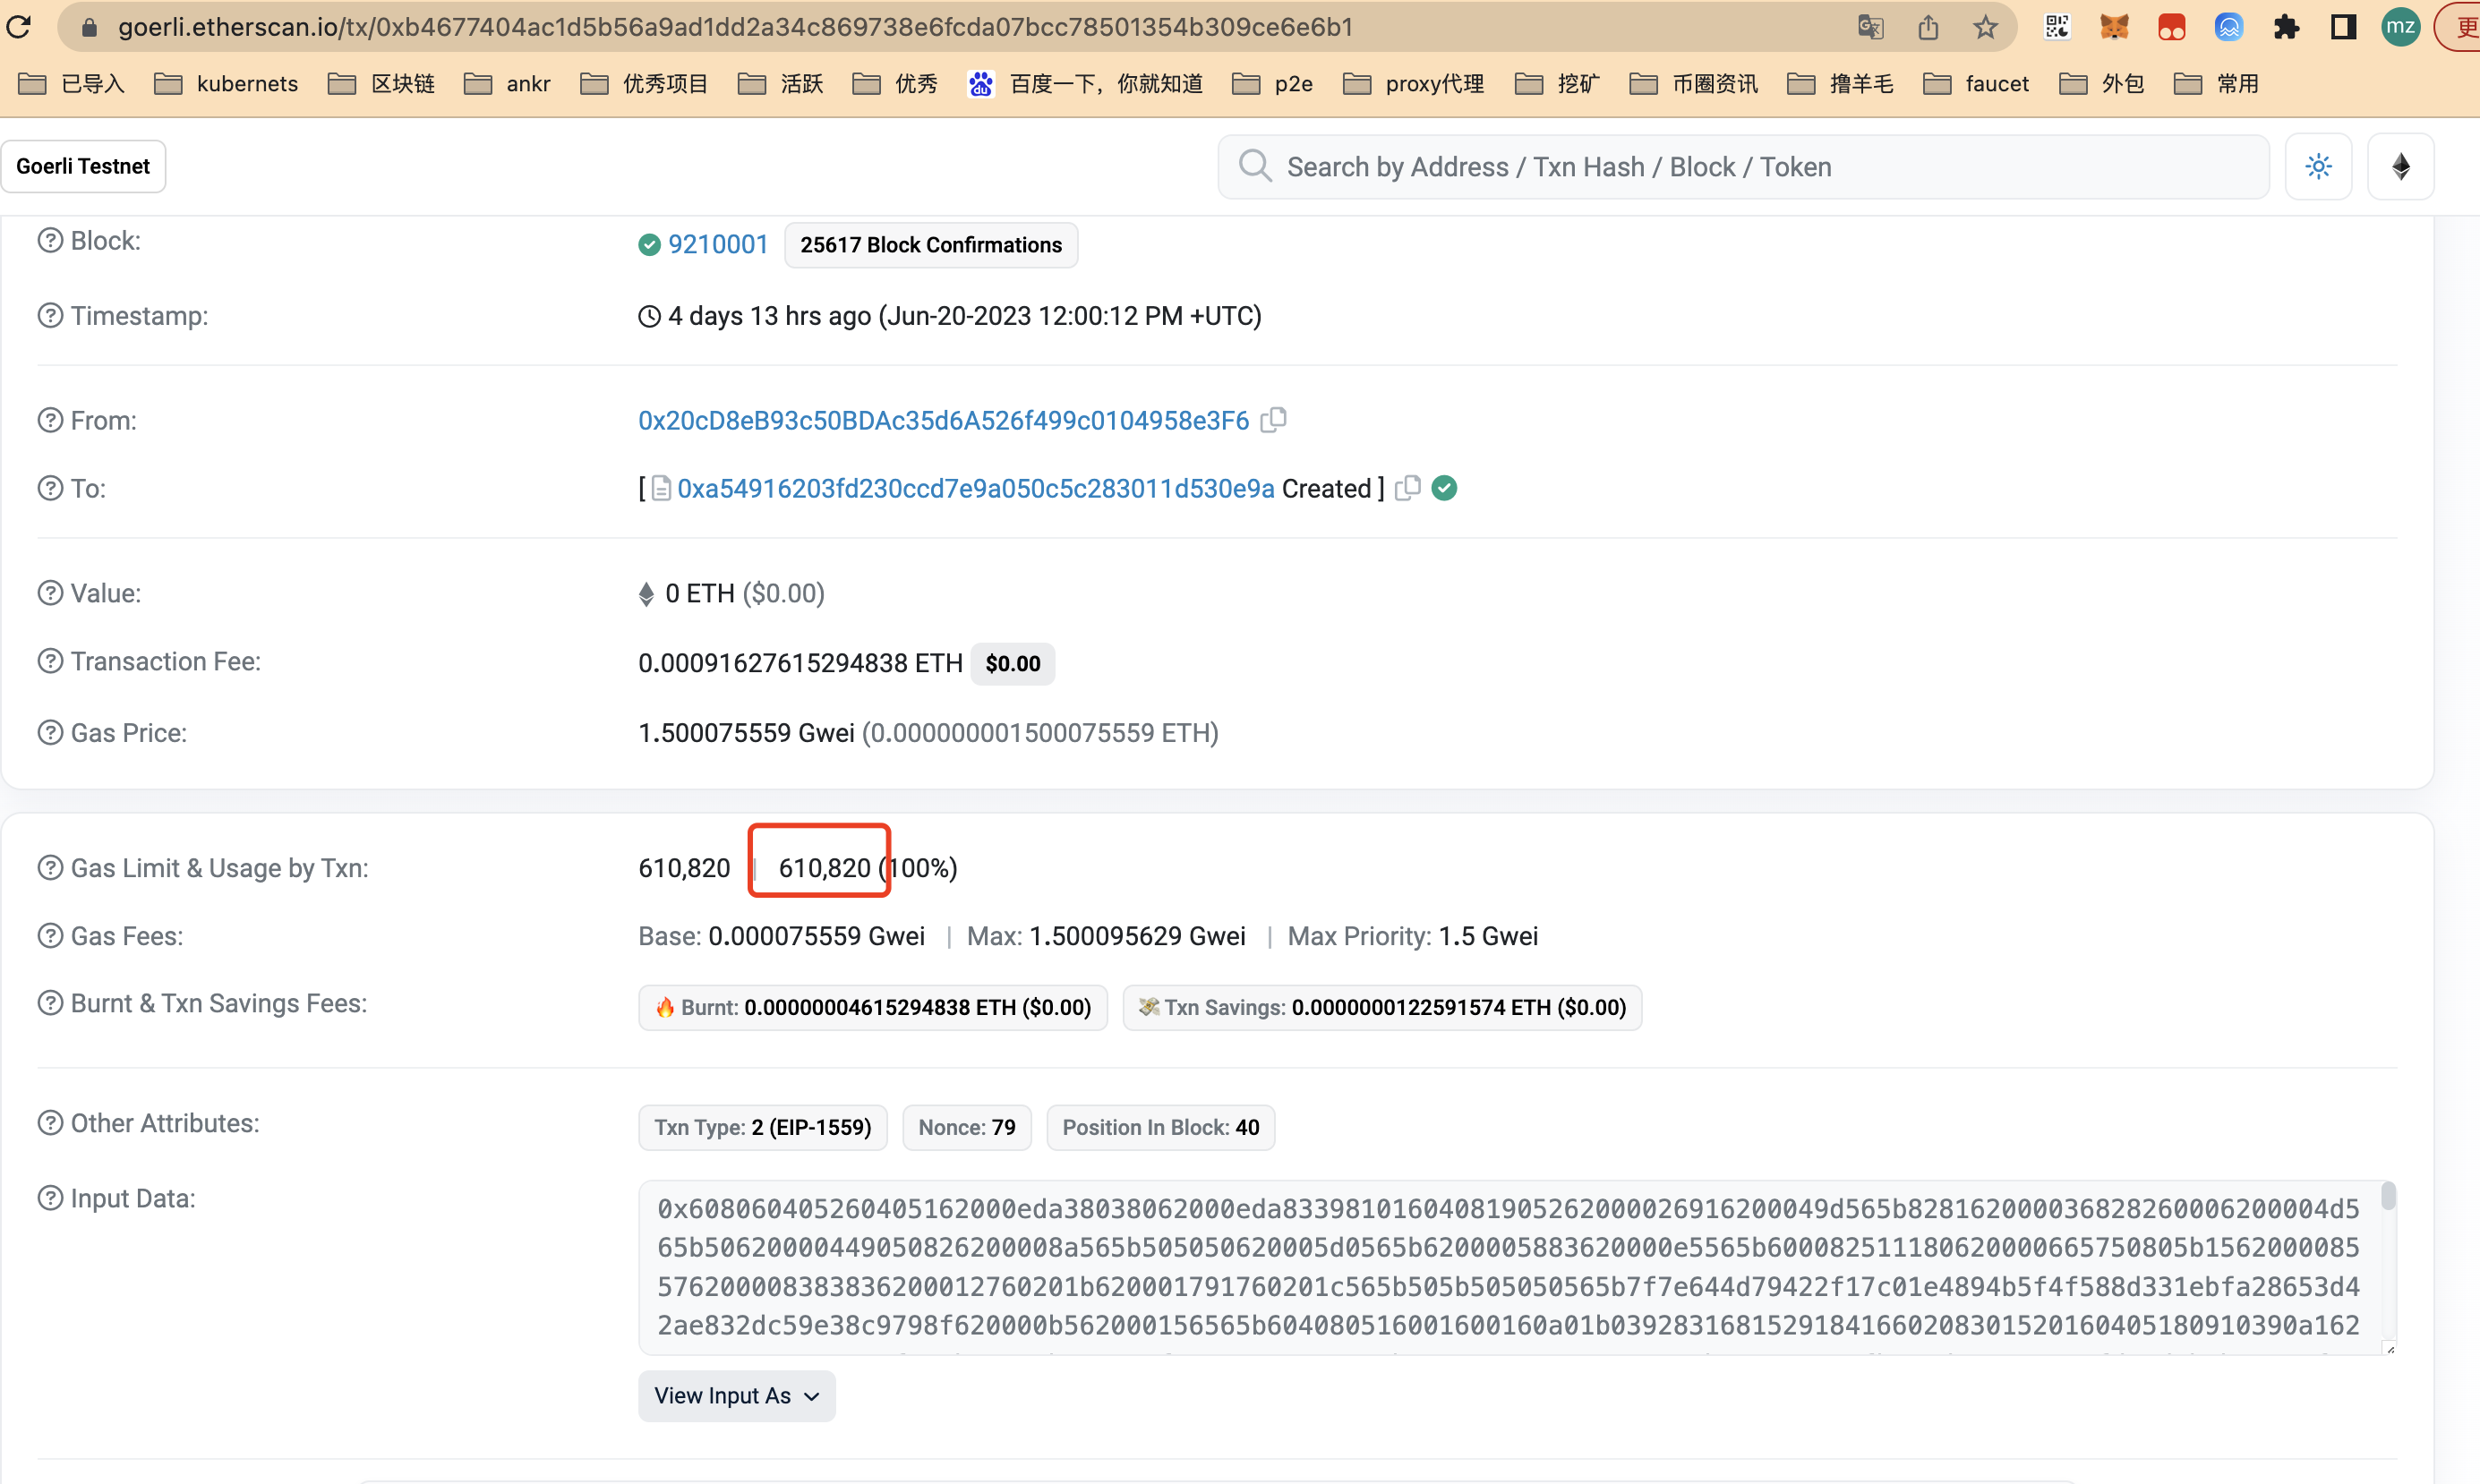 goerli.etherscan.io/tx/0xb4677404ac1d5b56a9ad1dd2a34c869738e6fcda07bcc78501354b309ce6e6b1 mz 更
已导入 kubernets 区块链 ankr 优秀项目 活跃 优秀 百度一下，你就知道 p2e proxy代理 挖矿 币圈资讯 撸羊毛 faucet 外包 常用
Goerli Testnet Search by Address / Txn Hash / Block / Token
Block: 9210001 25617 Block Confirmations
Timestamp: 4 days 13 hrs ago (Jun-20-2023 12:00:12 PM +UTC)
From: 0x20cD8eB93c50BDAc35d6A526f499c0104958e3F6
To: [ 0xa54916203fd230ccd7e9a050c5c283011d530e9a Created ]
Value: 0 ETH ($0.00)
Transaction Fee: 0.00091627615294838 ETH $0.00
Gas Price: 1.500075559 Gwei (0.000000001500075559 ETH)
Gas Limit & Usage by Txn: 610,820 | 610,820 (100%)
Gas Fees: Base: 0.000075559 Gwei | Max: 1.500095629 Gwei | Max Priority: 1.5 Gwei
Burnt & Txn Savings Fees: Burnt: 0.00000004615294838 ETH ($0.00) Txn Savings: 0.0000000122591574 ETH ($0.00)
Other Attributes: Txn Type: 2 (EIP-1559) Nonce: 79 Position In Block: 40
Input Data: 0x608060405260405162000eda38038062000eda833981016040819052620000269162000​49d565b828162000036828260006200004d5
65b50620000449050826200008a565b505050620005d0565b6200005883620000e5565b600082511180620000665750805b1562000085
576200008383836200012760201b620001791760201c565b505b505050565b7f7e644d79422f17c01e4894b5f4f588d331ebfa28653d4
2ae832dc59e38c9798f620000b562000156565b604080516001600160a01b03928316815291841660208301520160405180910390a162
View Input As